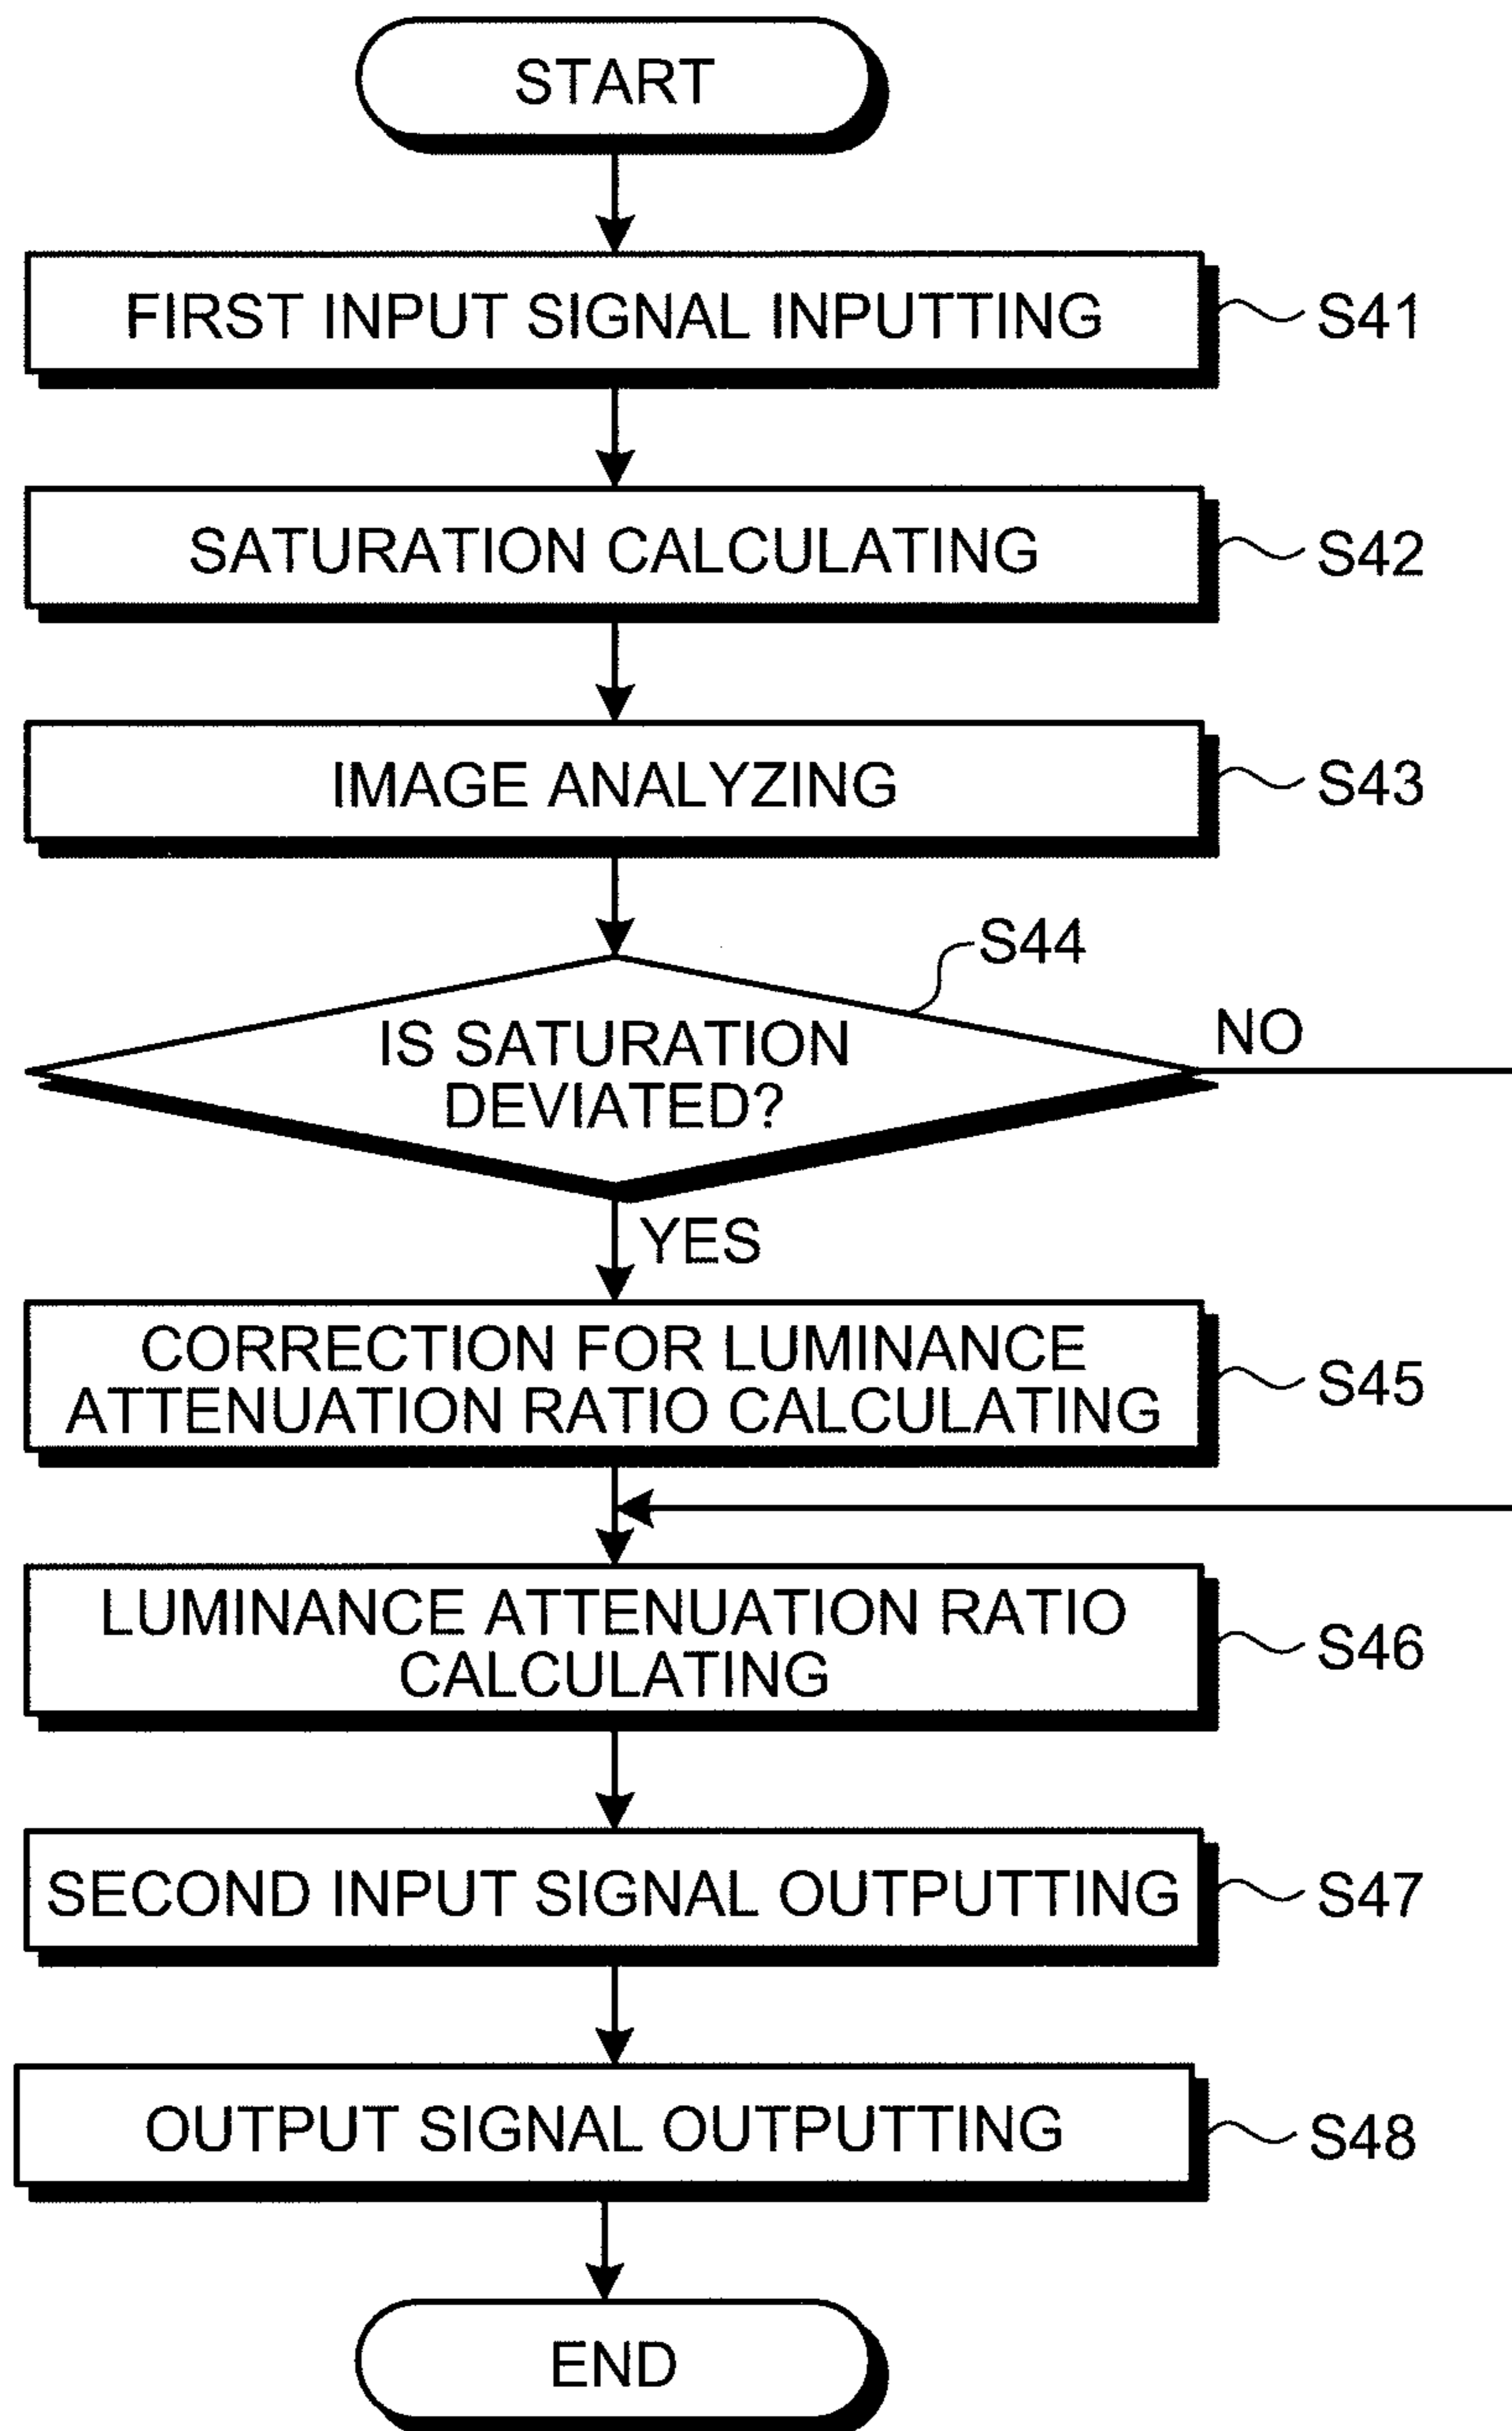 START
FIRST INPUT SIGNAL INPUTTING
S41
SATURATION CALCULATING
S42
IMAGE ANALYZING
S43
S44
IS SATURATION
DEVIATED?
NO
YES
CORRECTION FOR LUMINANCE
ATTENUATION RATIO CALCULATING
S45
LUMINANCE ATTENUATION RATIO
CALCULATING
S46
SECOND INPUT SIGNAL OUTPUTTING
S47
OUTPUT SIGNAL OUTPUTTING
S48
END